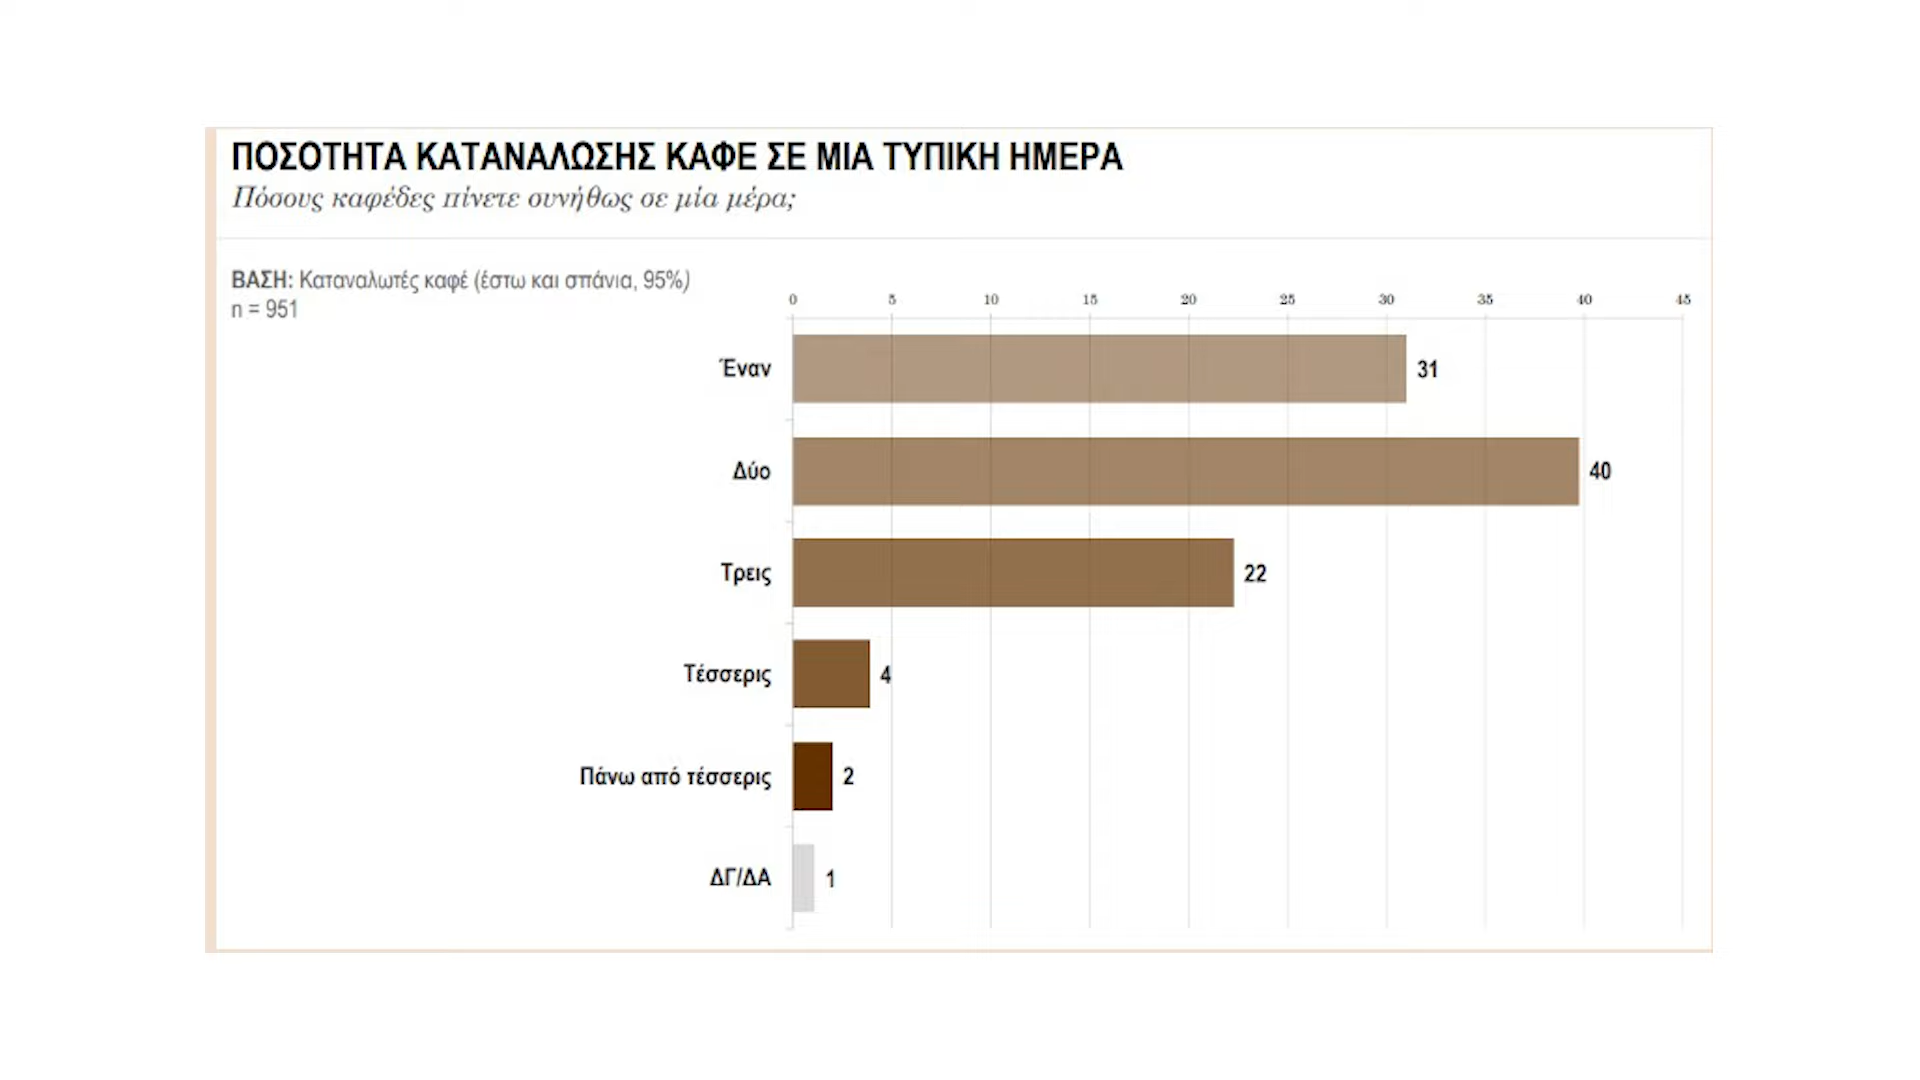 ΠΟΣΟΤΗΤΑ ΚΑΤΑΝΑΛΩΣΗΣ ΚΑΦΕ ΣΕ ΜΙΑ ΤΥΠΙΚΗ ΗΜΕΡΑ
Πόσους καφέδες πίνετε συνήθως σε μία μέρα;
ΒΑΣΗ: Καταναλωτές καφέ (έστω και σπάνια, 95%)
n = 951
0 5 10 15 20 25 30 35 40 45
Έναν 31
Δύο 40
Τρεις 22
Τέσσερις 4
Πάνω από τέσσερις 2
ΔΓ/ΔΑ 1